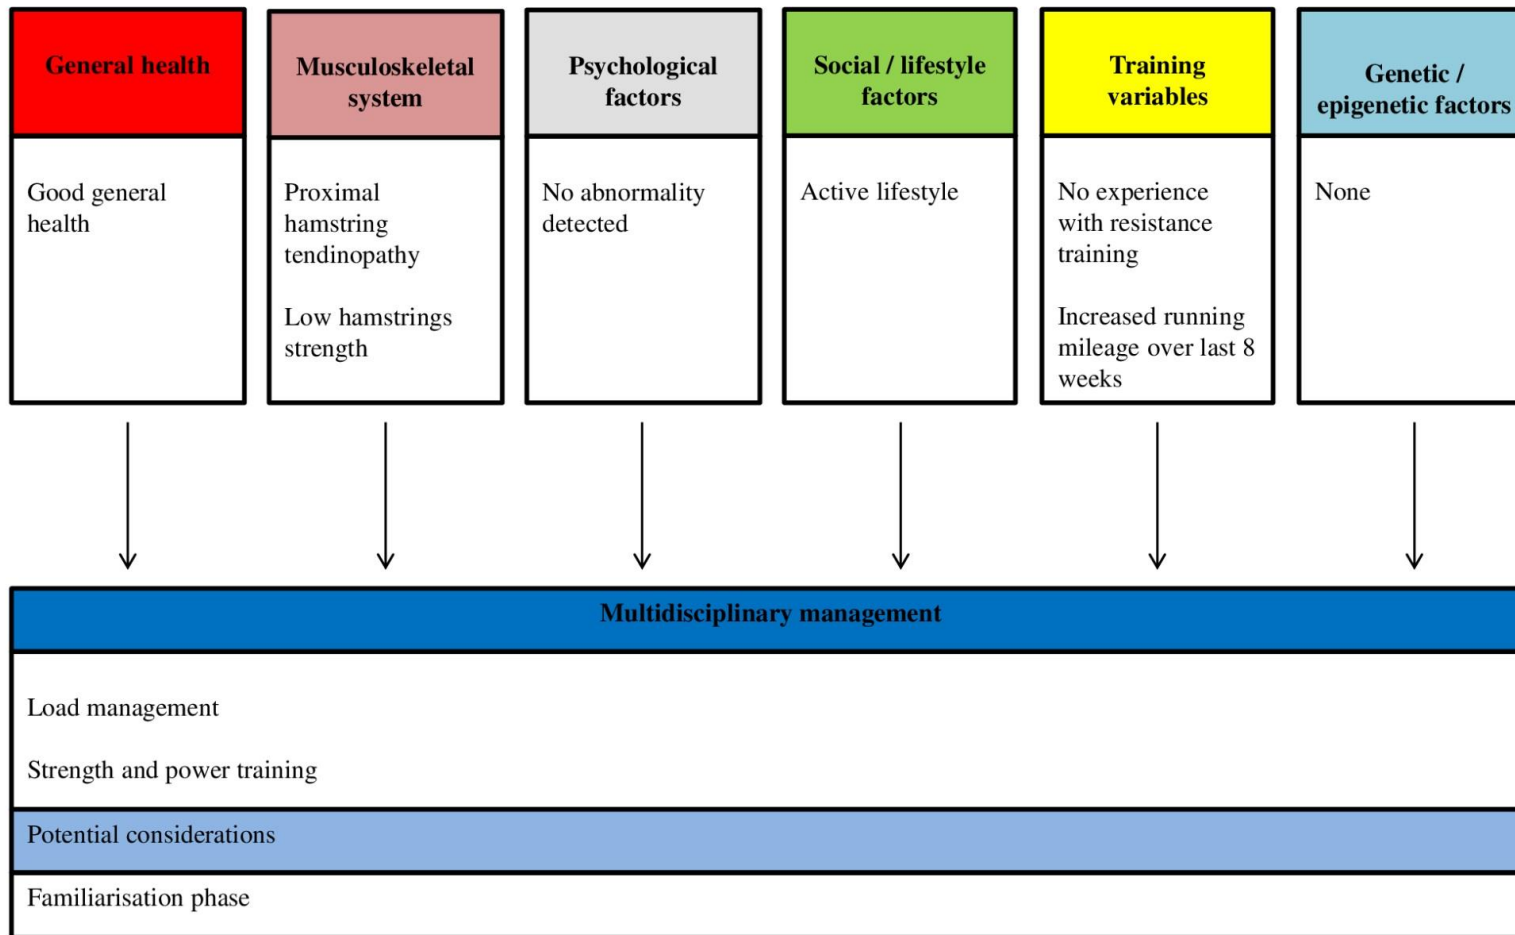 General health
Good general
health
Musculoskeletal
system
Proximal
hamstring
tendinopathy
Low hamstrings
strength
Psychological
factors
No abnormality
detected
Social / lifestyle
factors
Active lifestyle
Training
variables
No experience
with resistance
training
Increased running
mileage over last 8
weeks
Genetic /
epigenetic factors
None
Multidisciplinary management
Load management
Strength and power training
Potential considerations
Familiarisation phase